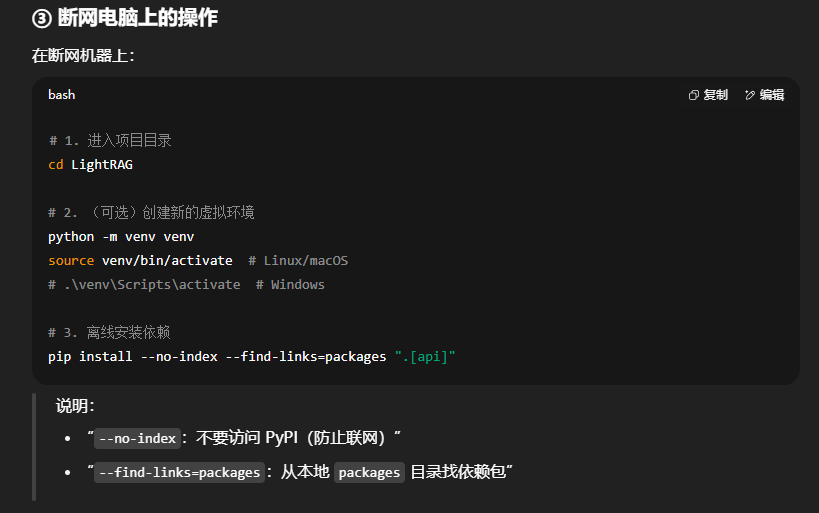 ③ 断网电脑上的操作
在断网机器上：
bash
复制 编辑
# 1. 进入项目目录
cd LightRAG
# 2. （可选）创建新的虚拟环境
python -m venv venv
source venv/bin/activate  # Linux/macOS
# .\venv\Scripts\activate  # Windows
# 3. 离线安装依赖
pip install --no-index --find-links=packages ".[api]"
说明：
• “--no-index：不要访问 PyPI（防止联网）”
• “--find-links=packages：从本地 packages 目录找依赖包”